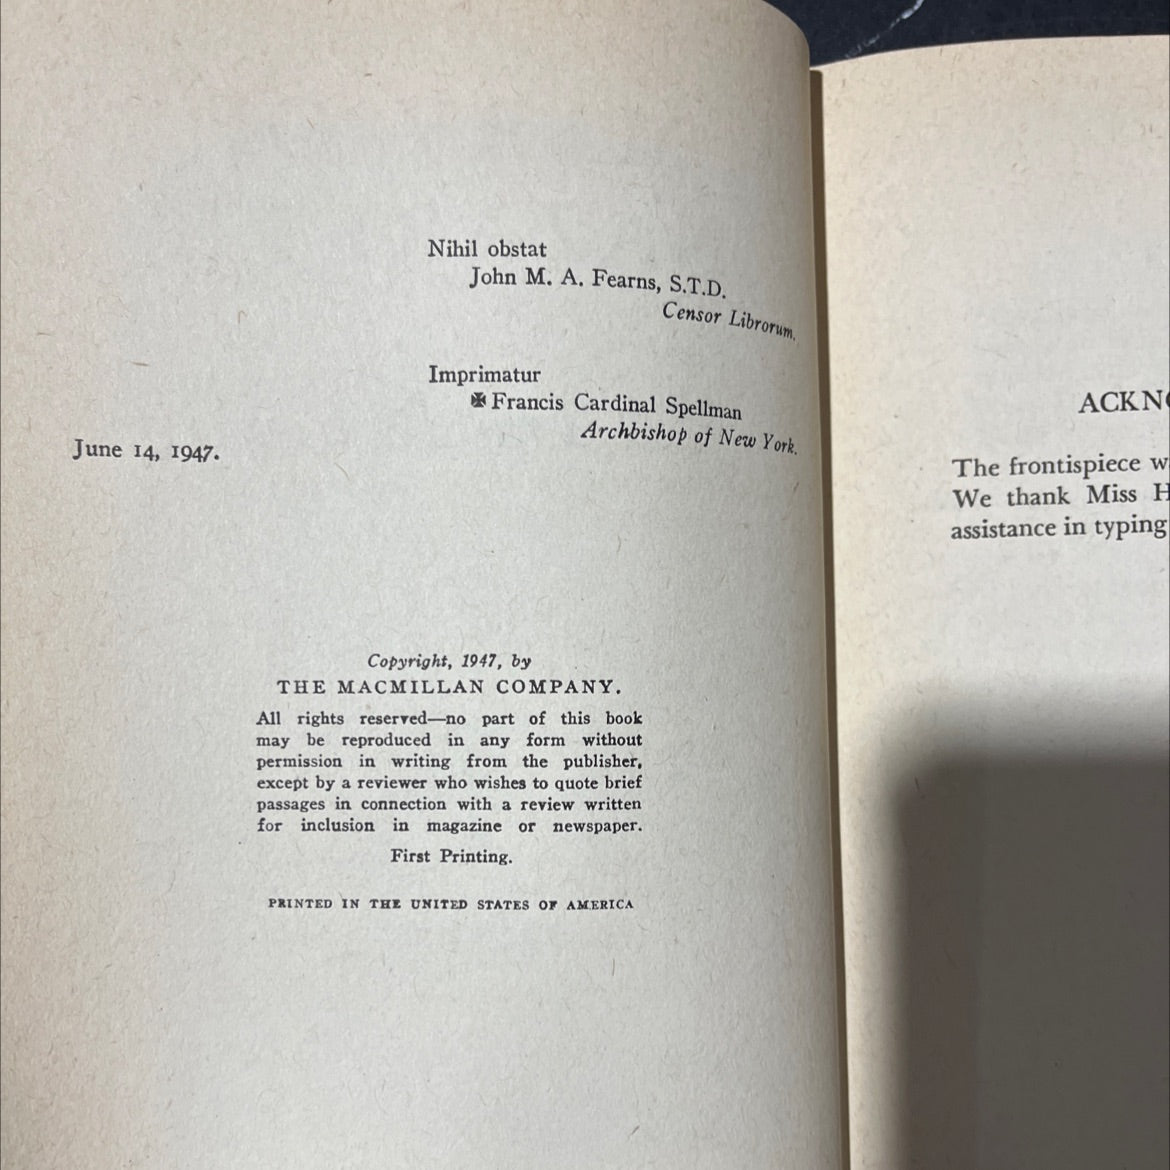 Nihil obstat
John M. A. Fearns, S.T.D.
Censor Librorum.
Imprimatur
✠ Francis Cardinal Spellman
Archbishop of New York.
June 14, 1947.
Copyright, 1947, by
THE MACMILLAN COMPANY.
All rights reserved—no part of this book
may be reproduced in any form without
permission in writing from the publisher,
except by a reviewer who wishes to quote brief
passages in connection with a review written
for inclusion in magazine or newspaper.
First Printing.
PRINTED IN THE UNITED STATES OF AMERICA
The frontispiece
We thank Miss
assistance in typing